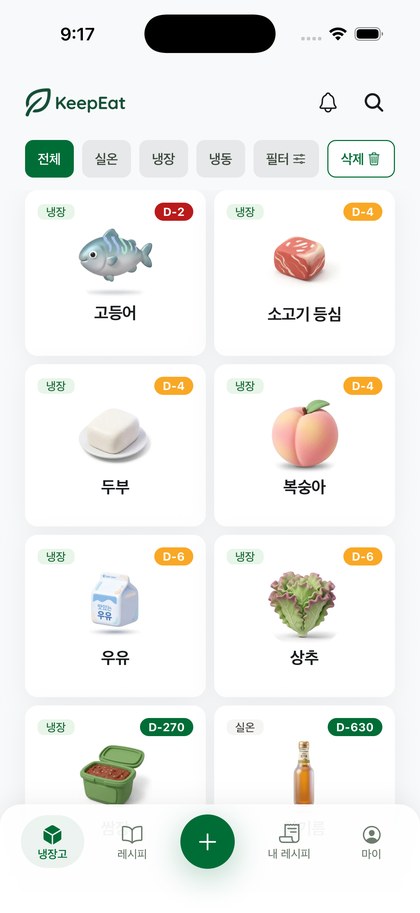 9:17
KeepEat
전체 실온 냉장 냉동 필터 삭제
냉장 D-2 냉장 D-4
고등어 소고기 등심
냉장 D-4 냉장 D-4
두부 복숭아
냉장 D-6 냉장 D-6
우유
우유 상추
냉장 D-270 실온 D-630
냉장고 레시피 내 레시피 마이